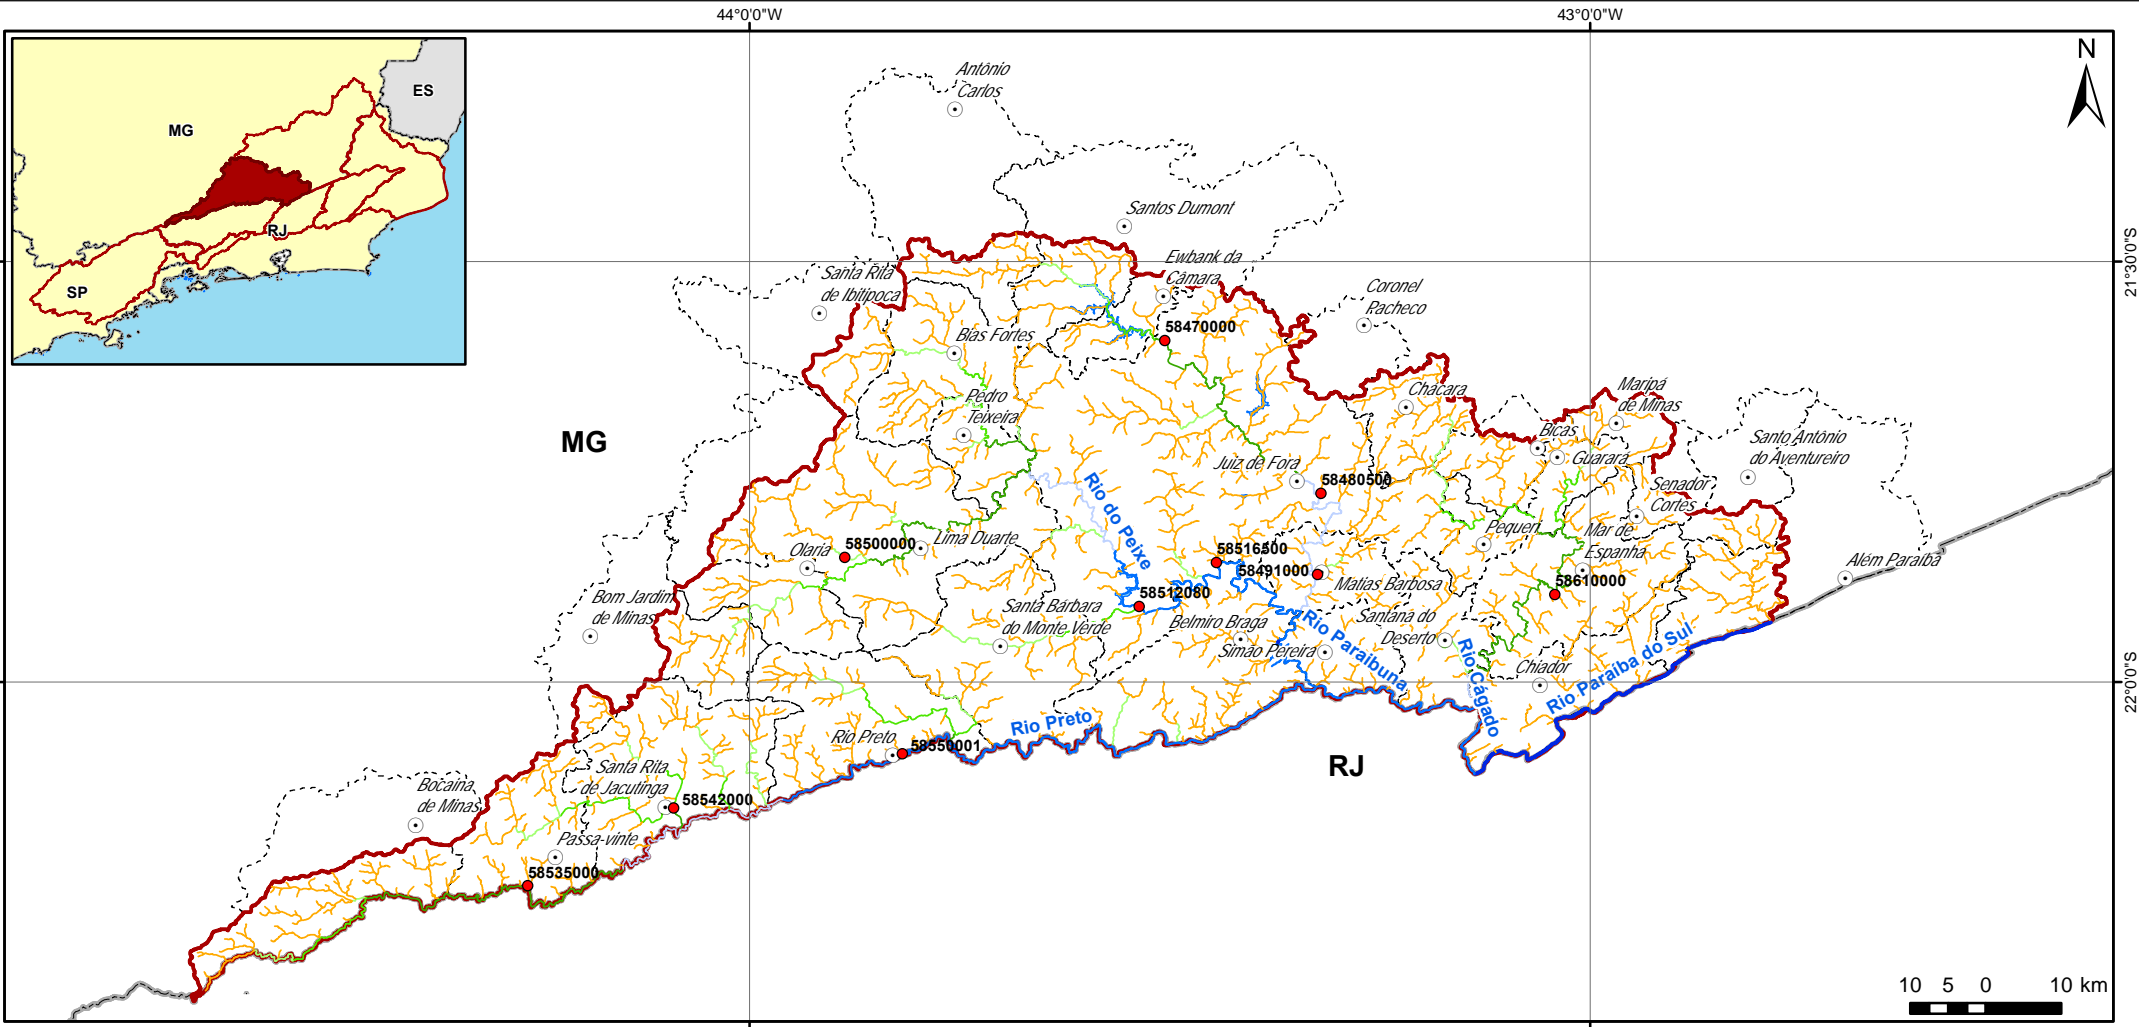 44°0'0"W
43°0'0"W
N
ES
MG
RJ
SP
21°30'0"S
22°0'0"S
Antônio
Carlos
Santos Dumont
Ewbank da
Câmara
Santa Rita
de Ibitipoca
Coronel
Pacheco
58470000
Bias Fortes
Pedro
Teixeira
Chácara
Maripá
de Minas
Bicas
Guarará
Santo Antônio
do Aventureiro
MG
Juiz de Fora
58480500
Senador
Cortes
Rio do Peixe
Pequeri
Mar de
Espanha
Olaria
58500000
Lima Duarte
58516500
58491000
Matias Barbosa
58610000
Além Paraíba
Bom Jardim
de Minas
58512080
Santa Bárbara
do Monte Verde
Belmiro Braga
Simão Pereira
Santana do
Deserto
Rio Paraibuna
Rio Cágado
Chiador
Rio Paraíba do Sul
Rio Preto
Rio Preto
58550001
RJ
Santa Rita
de Jacutinga
58542000
Bocaina
de Minas
Passa-vinte
58535000
10 5 0 10 km